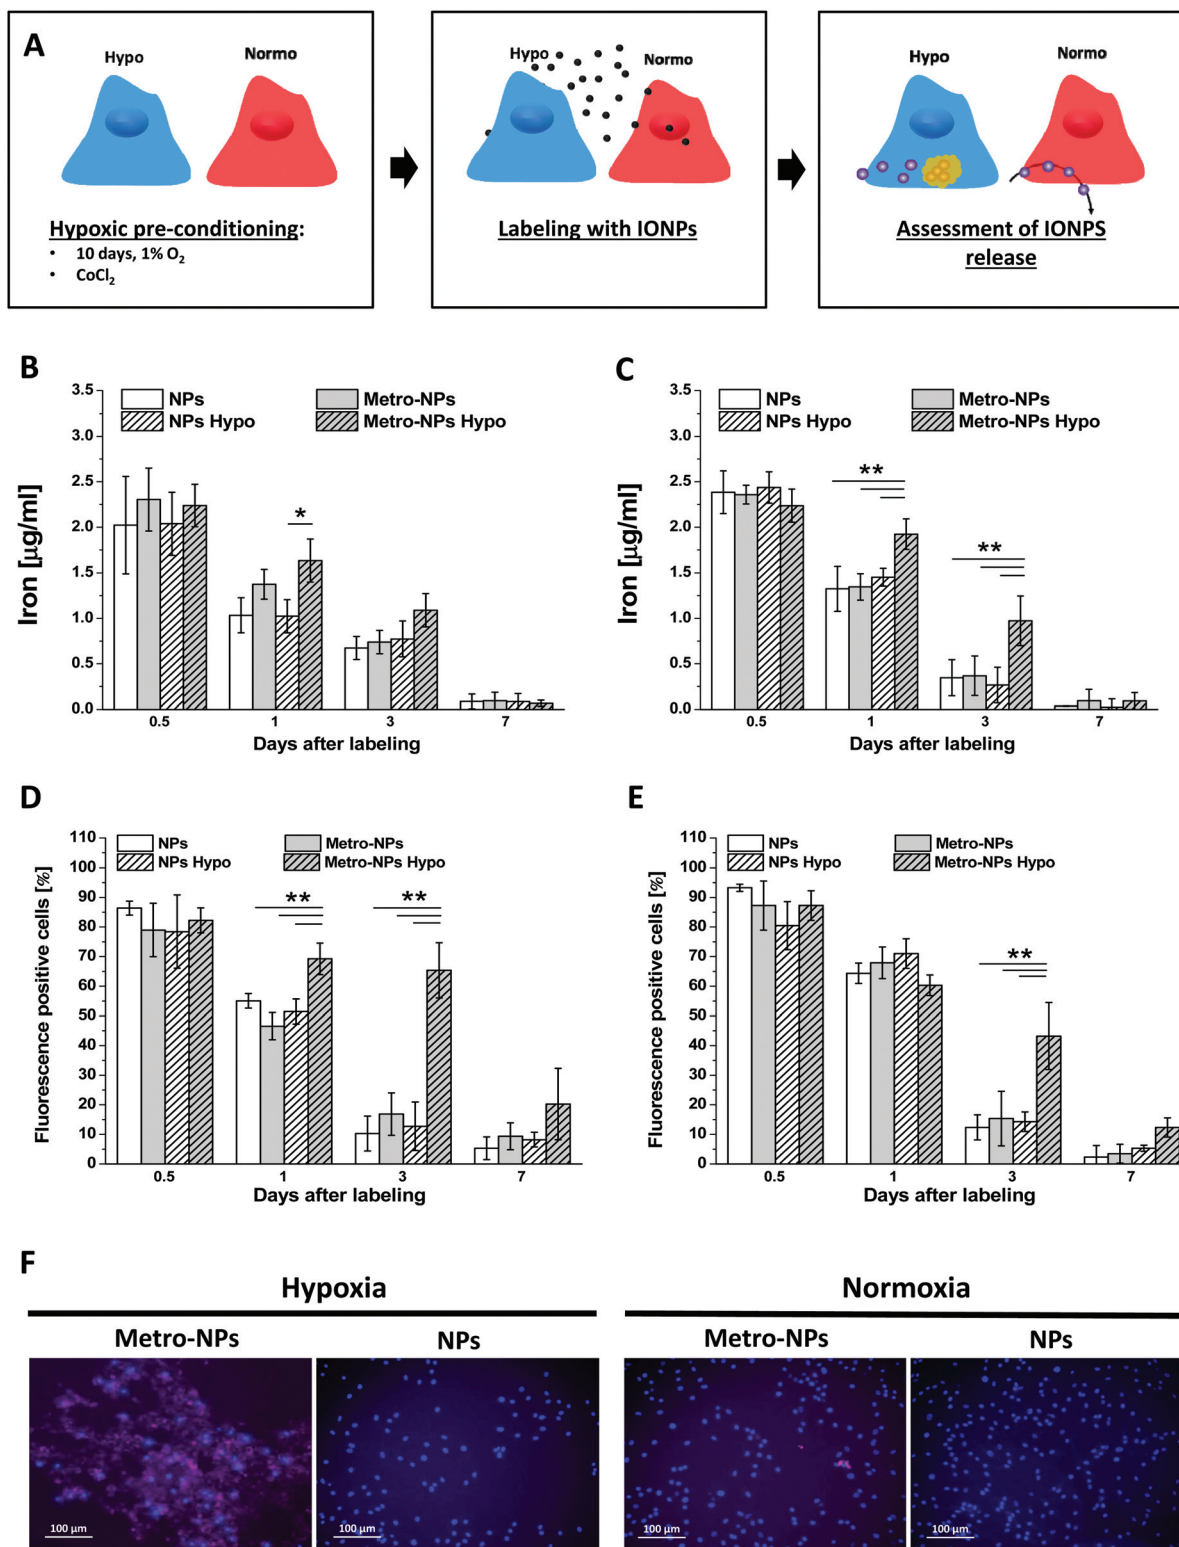 A
Hypo
Normo
Hypoxic pre-conditioning:
• 10 days, 1% O₂
• CoCl₂
Hypo
Normo
Labeling with IONPs
Hypo
Normo
Assessment of IONPS
release
B
NPs
Metro-NPs
NPs Hypo
Metro-NPs Hypo
Iron [µg/ml]
3.5
3.0
2.5
2.0
1.5
1.0
0.5
0.0
*
0.5 1 3 7
Days after labeling
C
NPs
Metro-NPs
NPs Hypo
Metro-NPs Hypo
Iron [µg/ml]
3.5
3.0
2.5
2.0
1.5
1.0
0.5
0.0
**
**
0.5 1 3 7
Days after labeling
D
NPs
Metro-NPs
NPs Hypo
Metro-NPs Hypo
Fluorescence positive cells [%]
110
100
90
80
70
60
50
40
30
20
10
0
**
**
0.5 1 3 7
Days after labeling
E
NPs
Metro-NPs
NPs Hypo
Metro-NPs Hypo
Fluorescence positive cells [%]
110
100
90
80
70
60
50
40
30
20
10
0
**
0.5 1 3 7
Days after labeling
F
Hypoxia
Normoxia
Metro-NPs
NPs
Metro-NPs
NPs
100 µm
100 µm
100 µm
100 µm